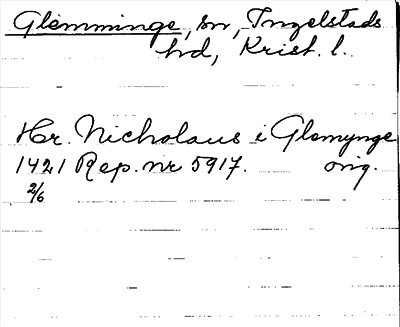 Glemminge, sn, Ingelstads
hd, Krist. l.
Hr. Nicholaus i Glemynge
1421 Rep. nr 5917. orig.
2/6